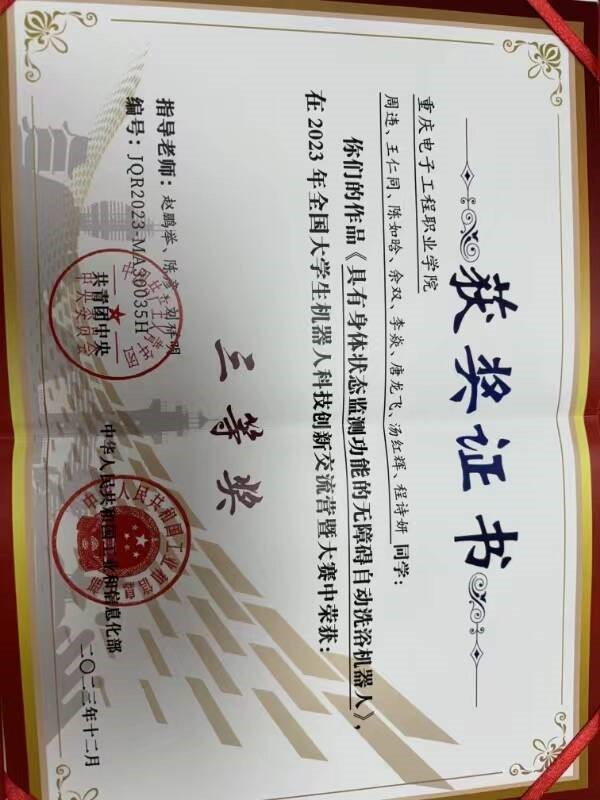 获奖证书
重庆电子工程职业学院
周违、王仁同、陈如晗、余双、李焱、唐龙飞、汤红辉、程诗妍 同学：
你们的作品《具有身体状态监测功能的无障碍自动洗浴机器人》，
在 2023 年全国大学生机器人科技创新交流营暨大赛中荣获：
三等奖
指导老师：赵鹏举、陈
编号：JQR2023-MA30035H
共青团中央
中华人民共和国工业和信息化部
二〇二三年十二月